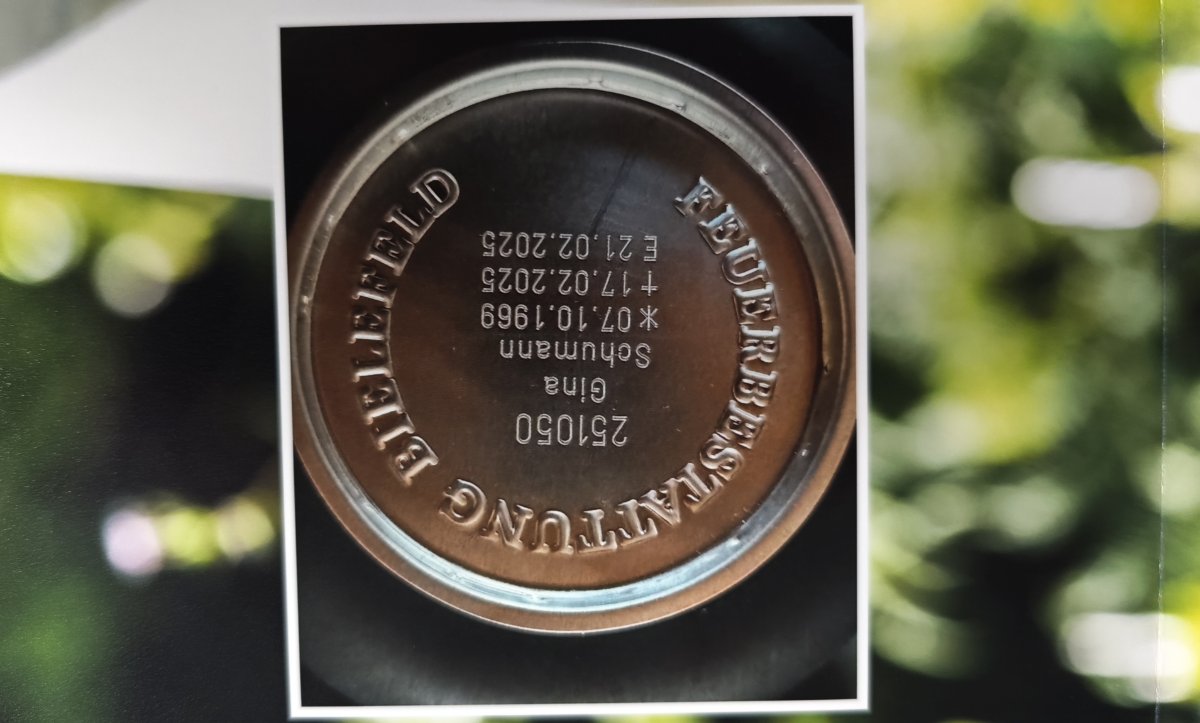 FEUERBESTATTUNG BIELEFELD
251050
Gina
Schumann
*07.10.1969
†17.02.2025
E 21.02.2025